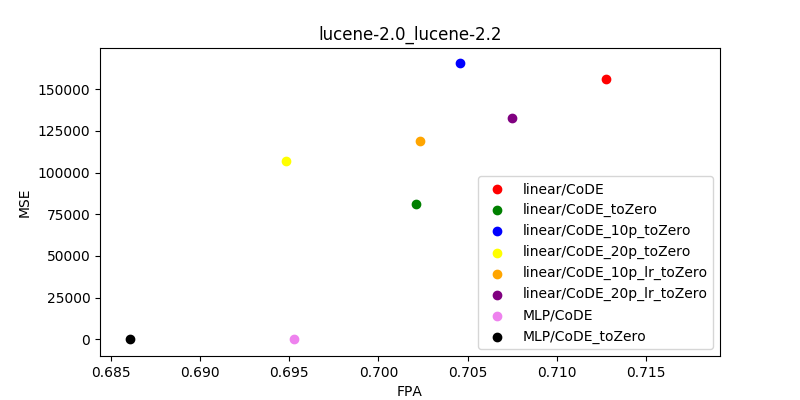 lucene-2.0_lucene-2.2
MSE
150000
125000
100000
75000
50000
25000
0
linear/CoDE
linear/CoDE_toZero
linear/CoDE_10p_toZero
linear/CoDE_20p_toZero
linear/CoDE_10p_lr_toZero
linear/CoDE_20p_lr_toZero
MLP/CoDE
MLP/CoDE_toZero
0.685 0.690 0.695 0.700 0.705 0.710 0.715
FPA